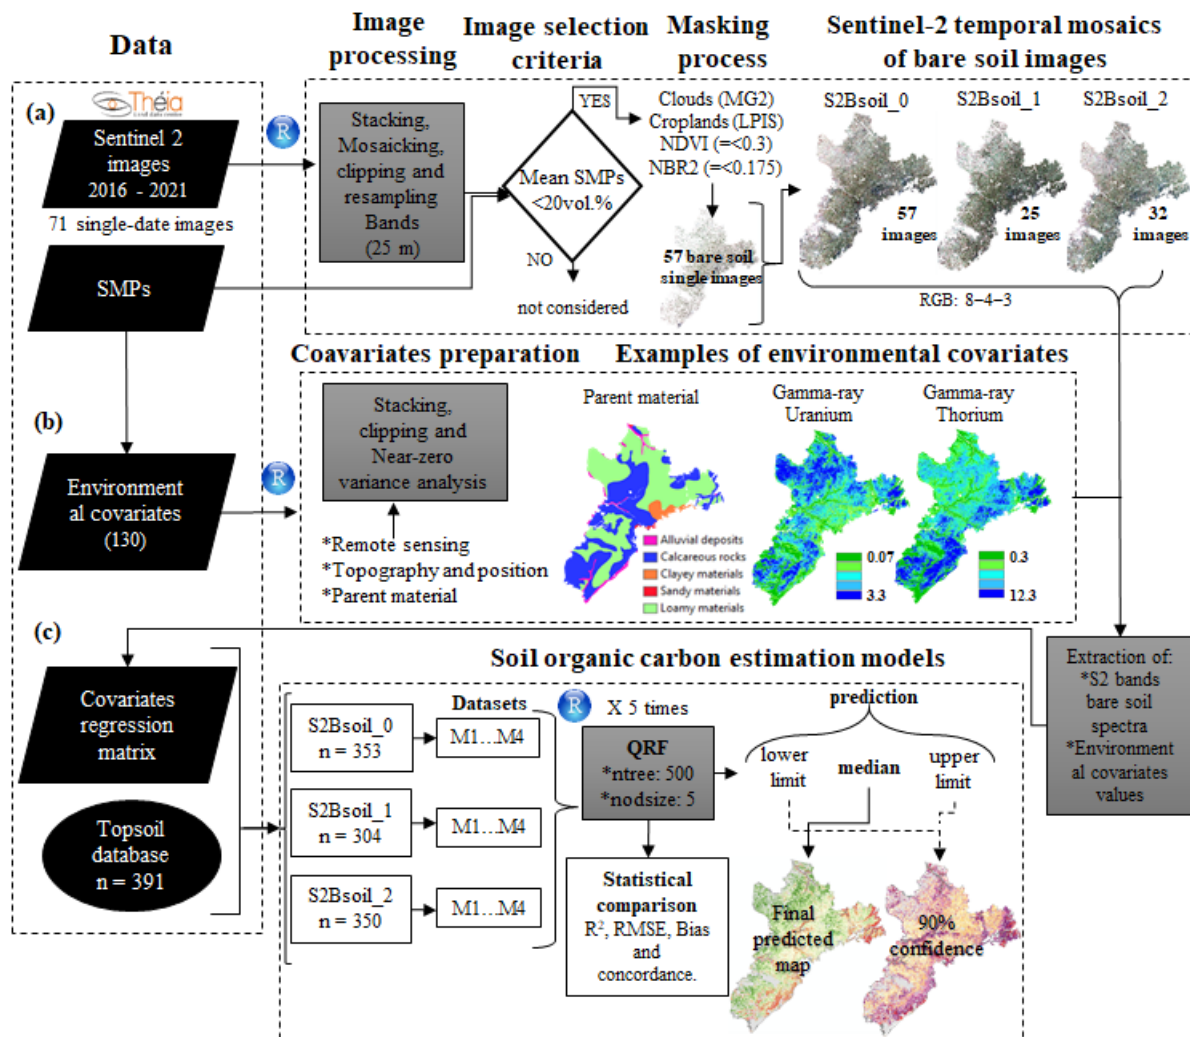 Data
Image
processing
Image selection
criteria
Masking
process
Sentinel-2 temporal mosaics
of bare soil images
(a)
Théia
Sentinel 2
images
2016 - 2021
71 single-date images
SMPs
R
Stacking,
Mosaicking,
clipping and
resampling
Bands
(25 m)
YES
Mean SMPs
<20vol.%
NO
not considered
Clouds (MG2)
Croplands (LPIS)
NDVI (=<0.3)
NBR2 (=<0.175)
57 bare soil
single images
S2Bsoil_0
S2Bsoil_1
S2Bsoil_2
57
images
25
images
32
images
RGB: 8–4–3
(b)
Environment
al covariates
(130)
R
Coavariates preparation
Examples of environmental covariates
Stacking,
clipping and
Near-zero
variance analysis
*Remote sensing
*Topography and position
*Parent material
Parent material
Alluvial deposits
Calcareous rocks
Clayey materials
Sandy materials
Loamy materials
Gamma-ray
Uranium
0.07
3.3
Gamma-ray
Thorium
0.3
12.3
(c)
Covariates
regression
matrix
Topsoil
database
n = 391
Soil organic carbon estimation models
Datasets
S2Bsoil_0
n = 353
M1...M4
S2Bsoil_1
n = 304
M1...M4
S2Bsoil_2
n = 350
M1...M4
R
X 5 times
QRF
*ntree: 500
*nodsize: 5
Statistical
comparison
R², RMSE, Bias
and
concordance.
prediction
lower
limit
median
upper
limit
Final
predicted
map
90%
confidence
Extraction of:
*S2 bands
bare soil
spectra
*Environment
al covariates
values